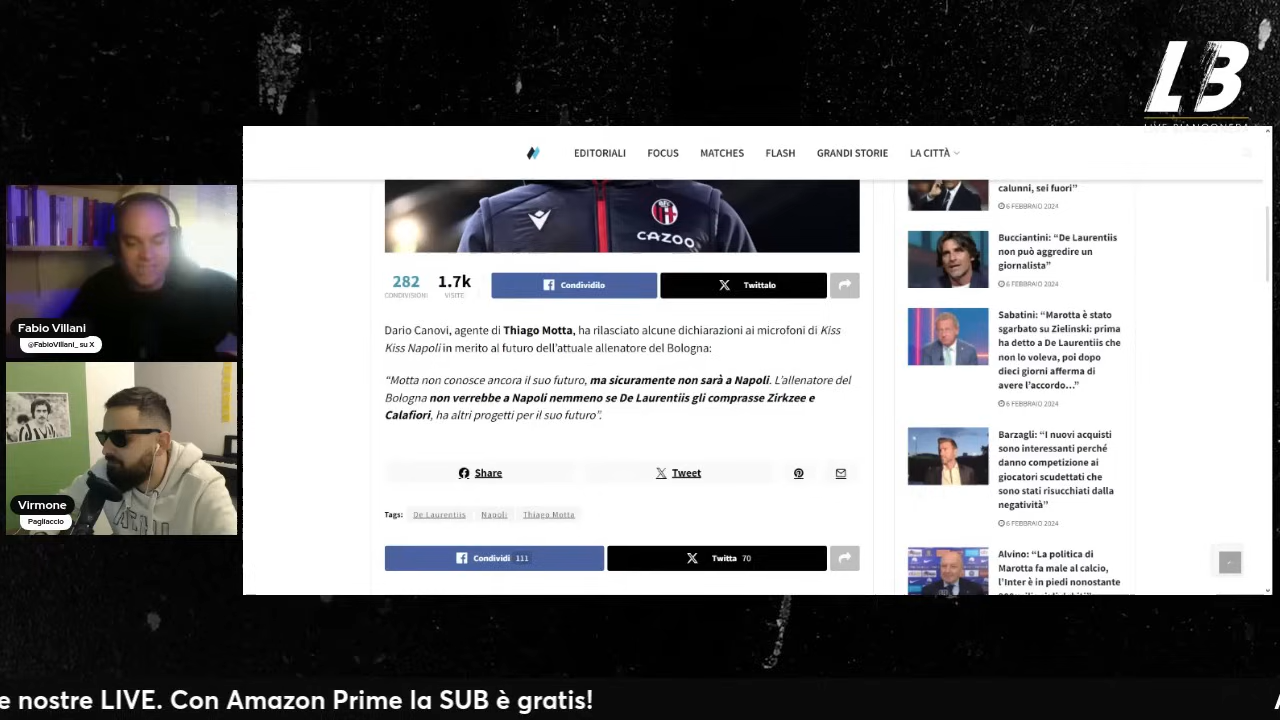 LB
EDITORIALI FOCUS MATCHES FLASH GRANDI STORIE LA CITTÀ
CAZOO
282
CONDIVISIONI
1.7k
VISITE
Condividilo
Twittalo
Dario Canovi, agente di Thiago Motta, ha rilasciato alcune dichiarazioni ai microfoni di Kiss
Kiss Napoli in merito al futuro dell'attuale allenatore del Bologna:
“Motta non conosce ancora il suo futuro, ma sicuramente non sarà a Napoli. L'allenatore del
Bologna non verrebbe a Napoli nemmeno se De Laurentiis gli comprasse Zirkzee e
Calafiori, ha altri progetti per il suo futuro”.
Share
Tweet
Tags: De Laurentiis Napoli Thiago Motta
Condividi 111
Twitta 70
calunni, sei fuori”
6 FEBBRAIO 2024
Bucciantini: “De Laurentiis
non può aggredire un
giornalista”
6 FEBBRAIO 2024
Sabatini: “Marotta è stato
sgarbato su Zielinski: prima
ha detto a De Laurentiis che
non lo voleva, poi dopo
dieci giorni afferma di
avere l'accordo...”
6 FEBBRAIO 2024
Barzagli: “I nuovi acquisti
sono interessanti perché
danno competizione ai
giocatori scudettati che
sono stati risucchiati dalla
negatività”
6 FEBBRAIO 2024
Alvino: “La politica di
Marotta fa male al calcio,
l'Inter è in piedi nonostante
Fabio Villani
@FabioVillani_ su X
Virmone
Pagliaccio
e nostre LIVE. Con Amazon Prime la SUB è gratis!